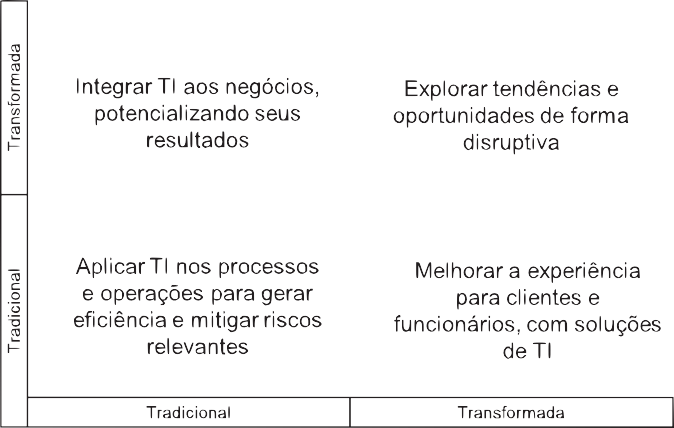 Transformada
Integrar TI aos negócios,
potencializando seus
resultados
Explorar tendências e
oportunidades de forma
disruptiva
Tradicional
Aplicar TI nos processos
e operações para gerar
eficiência e mitigar riscos
relevantes
Melhorar a experiência
para clientes e
funcionários, com soluções
de TI
Tradicional
Transformada